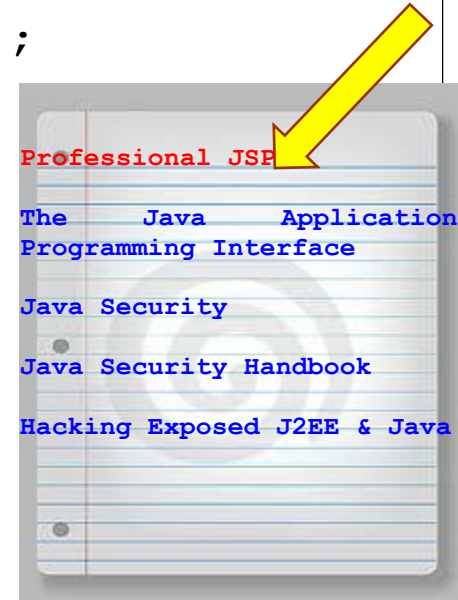 ;
Professional JSP
The Java Application
Programming Interface
Java Security
Java Security Handbook
Hacking Exposed J2EE & Java